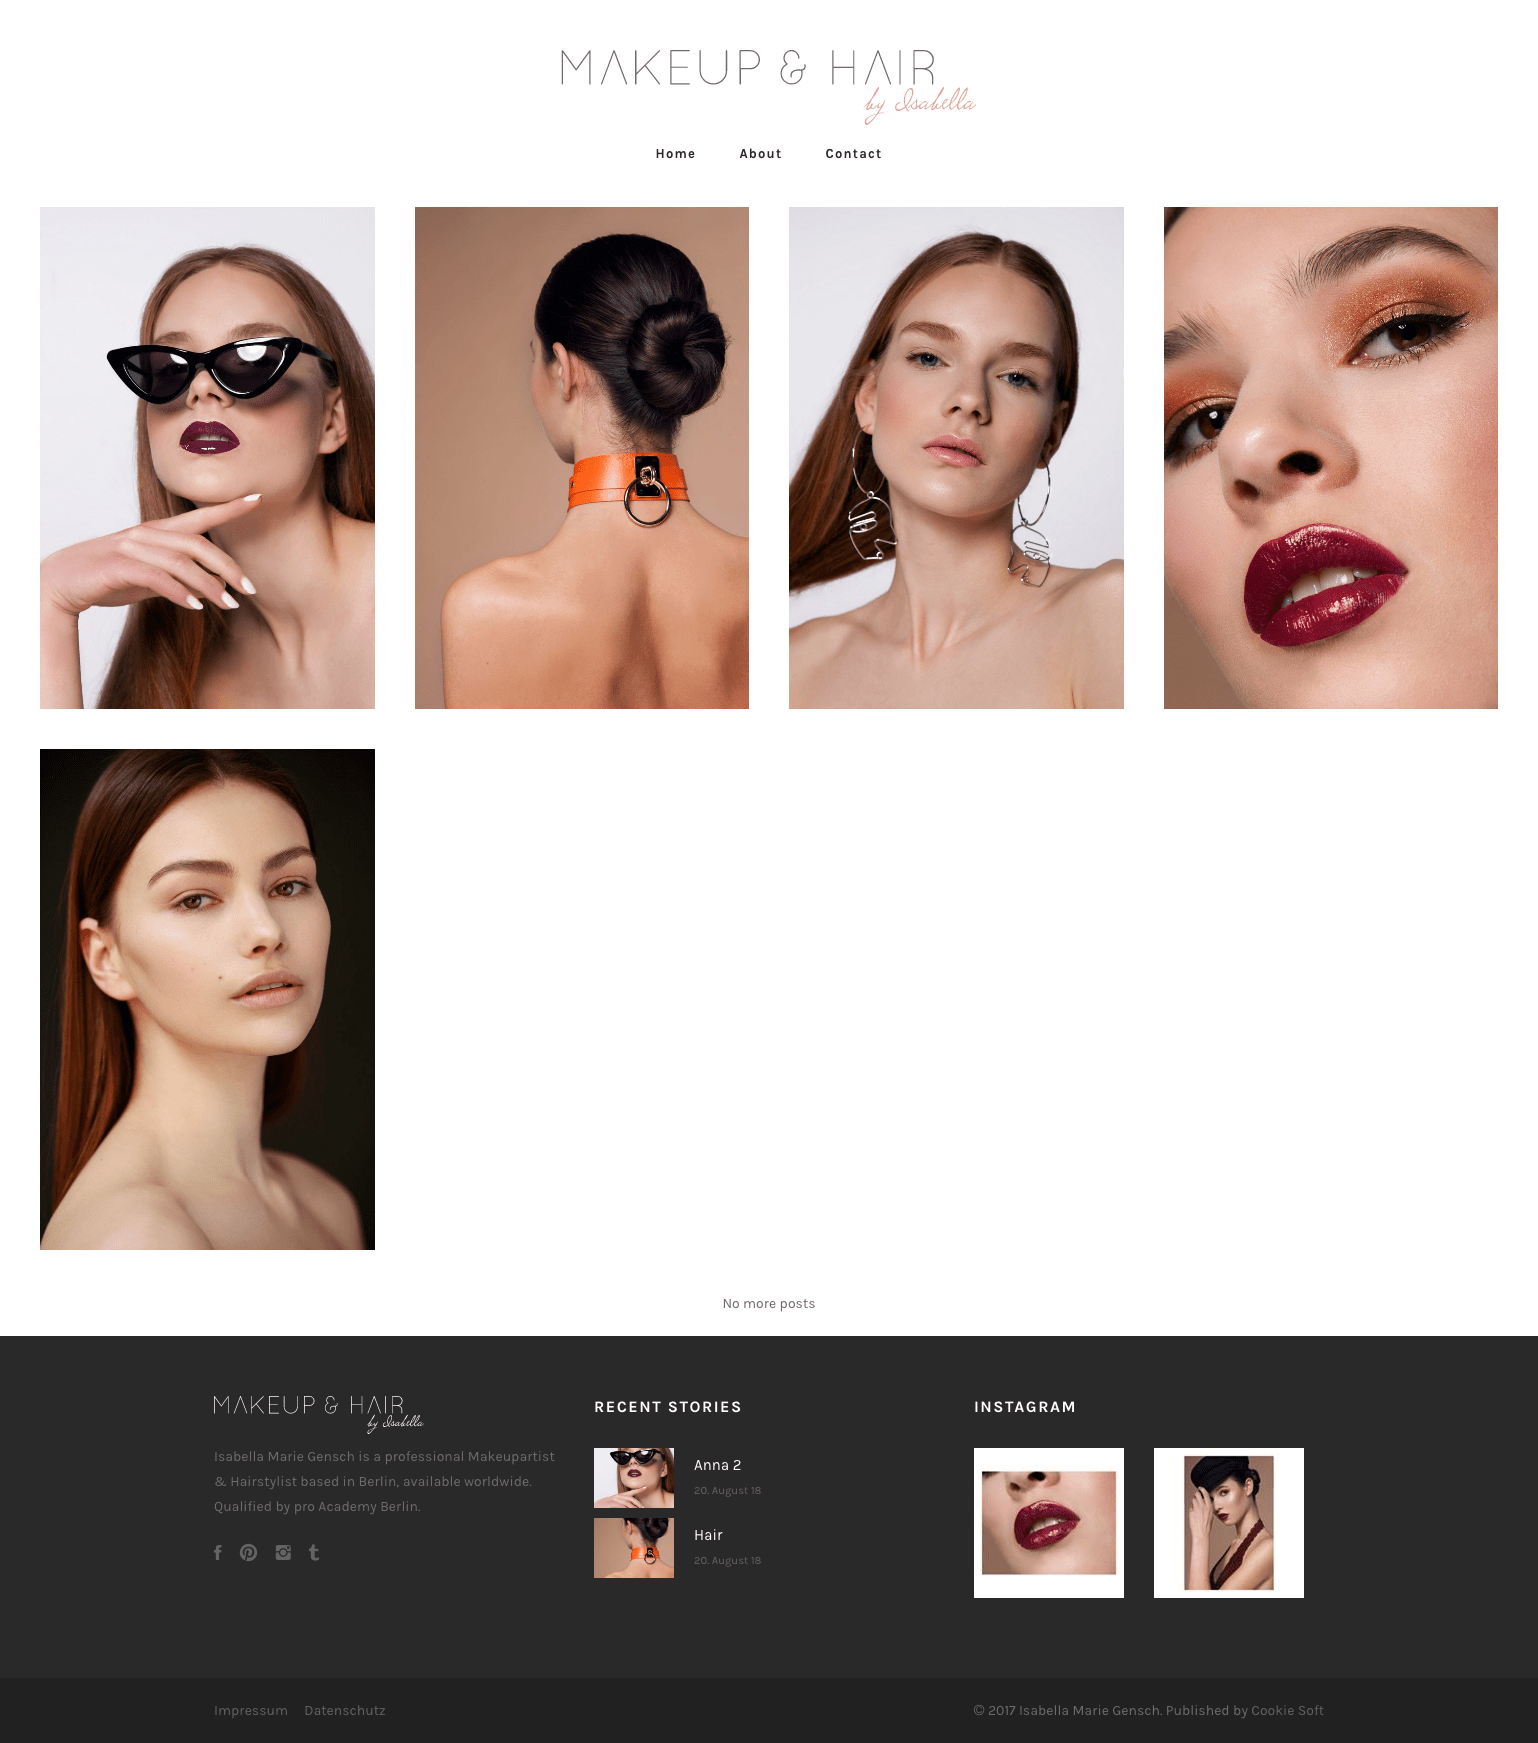 MAKEUP & HAIR
by Isabella
Home About Contact
No more posts
MAKEUP & HAIR
by Isabella
Isabella Marie Gensch is a professional Makeupartist
& Hairstylist based in Berlin, available worldwide.
Qualified by pro Academy Berlin.
RECENT STORIES
Anna 2
20. August 18
Hair
20. August 18
INSTAGRAM
Impressum Datenschutz
© 2017 Isabella Marie Gensch. Published by Cookie Soft